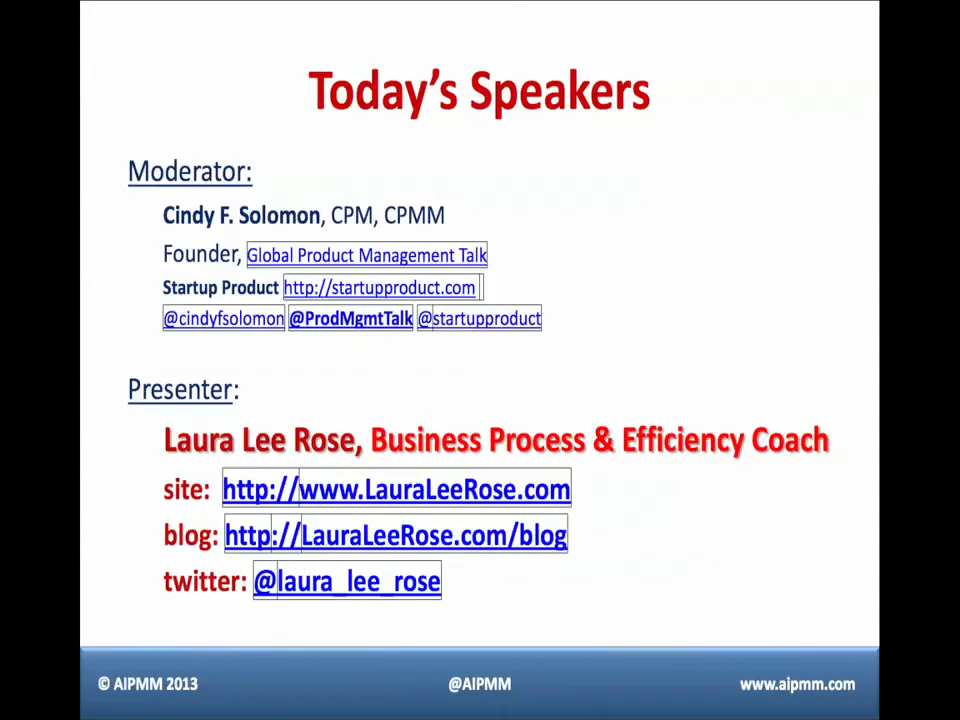 Today's Speakers
Moderator:
Cindy F. Solomon, CPM, CPMM
Founder, Global Product Management Talk
Startup Product http://startupproduct.com
@cindyfsolomon @ProdMgmtTalk @startupproduct
Presenter:
Laura Lee Rose, Business Process & Efficiency Coach
site: http://www.LauraLeeRose.com
blog: http://LauraLeeRose.com/blog
twitter: @laura_lee_rose
© AIPMM 2013 @AIPMM www.aipmm.com